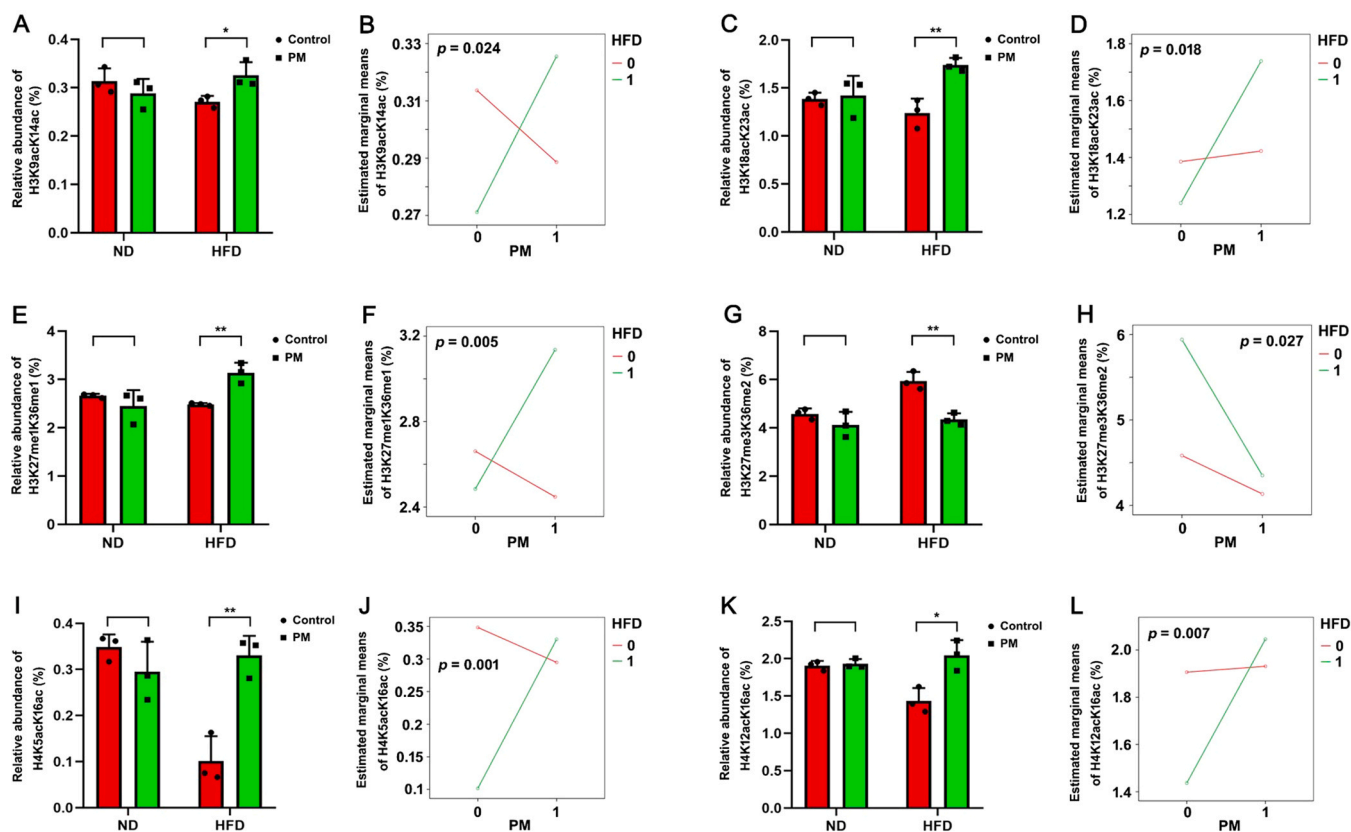 A
Relative abundance of
H3K9acK14ac (%)
0.4
0.3
0.2
0.1
0.0
*
ND
HFD
Control
PM
B
Estimated marginal means
of H3K9acK14ac (%)
0.33
0.31
0.29
0.27
p = 0.024
0
1
PM
HFD
0
1
C
Relative abundance of
H3K18acK23ac (%)
2.0
1.5
1.0
0.5
0.0
**
ND
HFD
Control
PM
D
Estimated marginal means
of H3K18acK23ac (%)
1.8
1.6
1.4
1.2
p = 0.018
0
1
PM
HFD
0
1
E
Relative abundance of
H3K27me1K36me1 (%)
4
3
2
1
0
**
ND
HFD
Control
PM
F
Estimated marginal means
of H3K27me1K36me1 (%)
3.2
2.8
2.6
2.4
p = 0.005
0
1
PM
HFD
0
1
G
Relative abundance of
H3K27me3K36me2 (%)
8
6
4
2
0
**
ND
HFD
Control
PM
H
Estimated marginal means
of H3K27me3K36me2 (%)
6
5
4
p = 0.027
0
1
PM
HFD
0
1
I
Relative abundance of
H4K5acK16ac (%)
0.4
0.3
0.2
0.1
0.0
**
ND
HFD
Control
PM
J
Estimated marginal means
of H4K5acK16ac (%)
0.35
0.3
0.25
0.2
0.15
0.1
p = 0.001
0
1
PM
HFD
0
1
K
Relative abundance of
H4K12acK16ac (%)
2.5
2.0
1.5
1.0
0.5
0.0
*
ND
HFD
Control
PM
L
Estimated marginal means
of H4K12acK16ac (%)
2.0
1.8
1.6
1.4
p = 0.007
0
1
PM
HFD
0
1